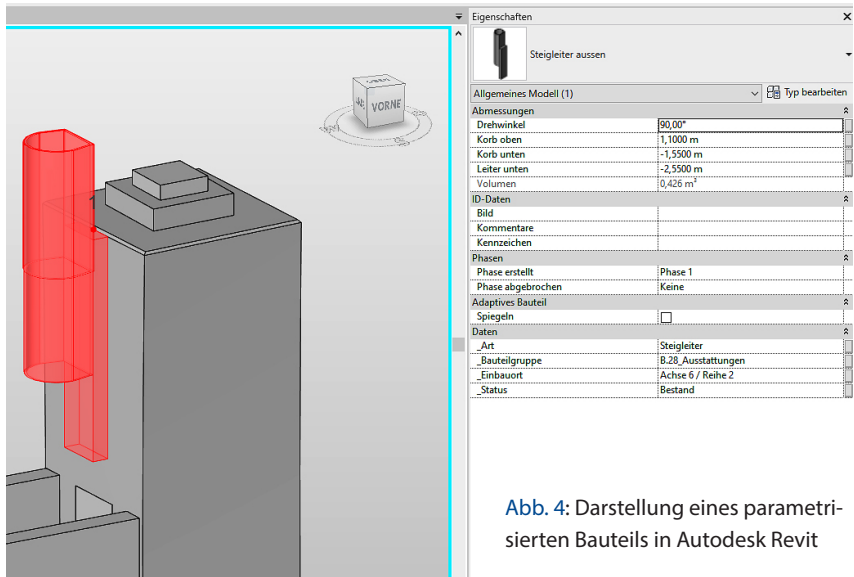 Eigenschaften
Steigleiter aussen
Allgemeines Modell (1)
Typ bearbeiten
Abmessungen
Drehwinkel 90,00°
Korb oben 1,1000 m
Korb unten -1,5500 m
Leiter unten -2,5500 m
Volumen 0,426 m³
ID-Daten
Bild
Kommentare
Kennzeichen
Phasen
Phase erstellt Phase 1
Phase abgebrochen Keine
Adaptives Bauteil
Spiegeln
Daten
_Art Steigleiter
_Bauteilgruppe B.28_Ausstattungen
_Einbauort Achse 6 / Reihe 2
_Status Bestand
VORNE
Abb. 4: Darstellung eines parametri-
sierten Bauteils in Autodesk Revit